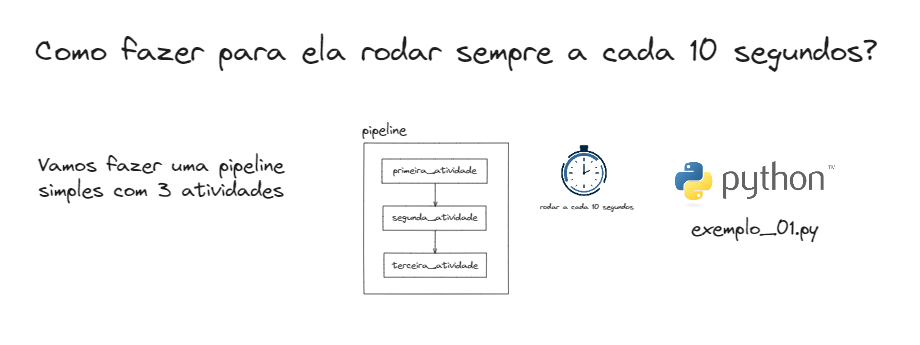 Como fazer para ela rodar sempre a cada 10 segundos?
Vamos fazer uma pipeline
simples com 3 atividades
pipeline
primeira_atividade
segunda_atividade
terceira_atividade
rodar a cada 10 segundos
python™
exemplo_01.py